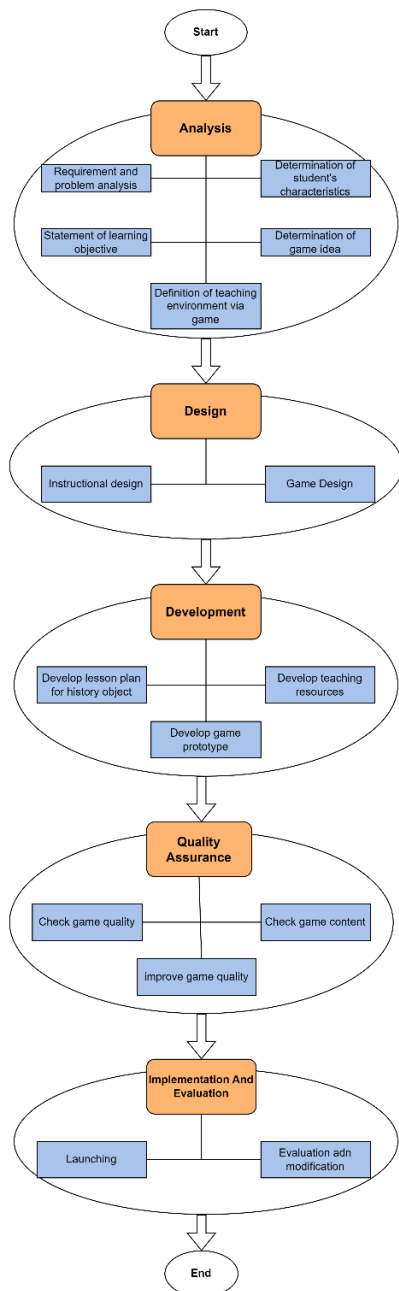 Start
Analysis
Requirement and
problem analysis
Determination of
student's
characteristics
Statement of learning
objective
Determination of
game idea
Definition of teaching
environment via
game
Design
Instructional design
Game Design
Development
Develop lesson plan
for history object
Develop teaching
resources
Develop game
prototype
Quality
Assurance
Check game quality
Check game content
improve game quality
Implementation And
Evaluation
Launching
Evaluation adn
modification
End